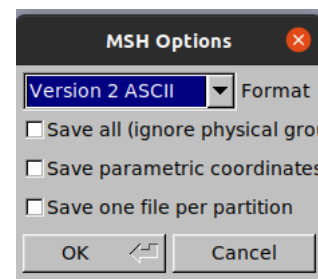 MSH Options
Version 2 ASCII Format
Save all (ignore physical grou
Save parametric coordinates
Save one file per partition
OK Cancel